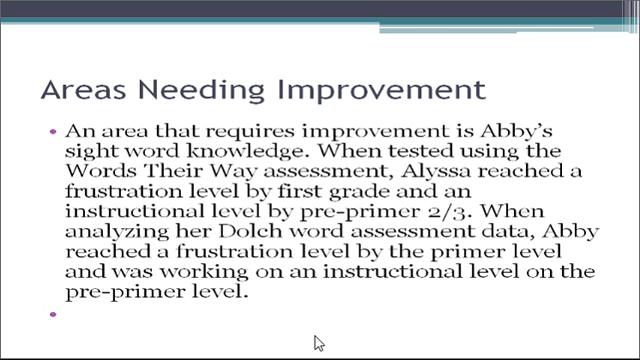 Areas Needing Improvement
• An area that requires improvement is Abby's
sight word knowledge. When tested using the
Words Their Way assessment, Alyssa reached a
frustration level by first grade and an
instructional level by pre-primer 2/3. When
analyzing her Dolch word assessment data, Abby
reached a frustration level by the primer level
and was working on an instructional level on the
pre-primer level.
•